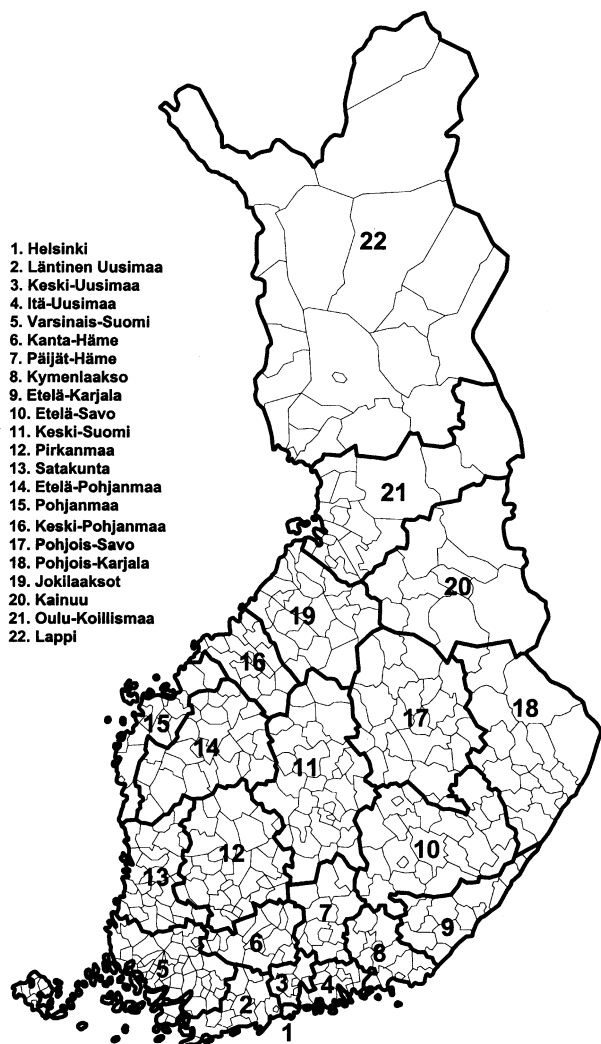 1. Helsinki
2. Läntinen Uusimaa
3. Keski-Uusimaa
4. Itä-Uusimaa
5. Varsinais-Suomi
6. Kanta-Häme
7. Päijät-Häme
8. Kymenlaakso
9. Etelä-Karjala
10. Etelä-Savo
11. Keski-Suomi
12. Pirkanmaa
13. Satakunta
14. Etelä-Pohjanmaa
15. Pohjanmaa
16. Keski-Pohjanmaa
17. Pohjois-Savo
18. Pohjois-Karjala
19. Jokilaaksot
20. Kainuu
21. Oulu-Koillismaa
22. Lappi
22
21
20
19
16
18
17
15
14
11
12
10
13
7
9
6
8
5
3
4
2
1